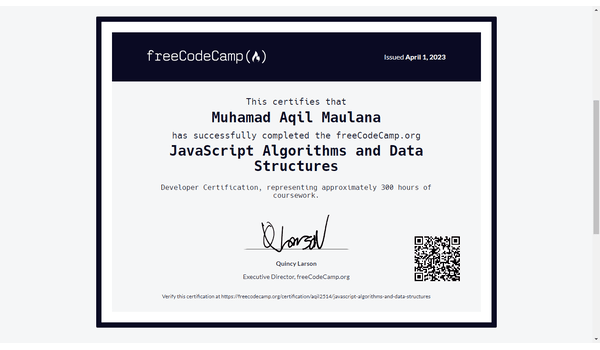 freeCodeCamp(🔥)
Issued April 1, 2023
This certifies that
Muhamad Aqil Maulana
has successfully completed the freeCodeCamp.org
JavaScript Algorithms and Data
Structures
Developer Certification, representing approximately 300 hours of
coursework.
Q Larson
Quincy Larson
Executive Director, freeCodeCamp.org
Verify this certification at https://freecodecamp.org/certification/aqil2514/javascript-algorithms-and-data-structures